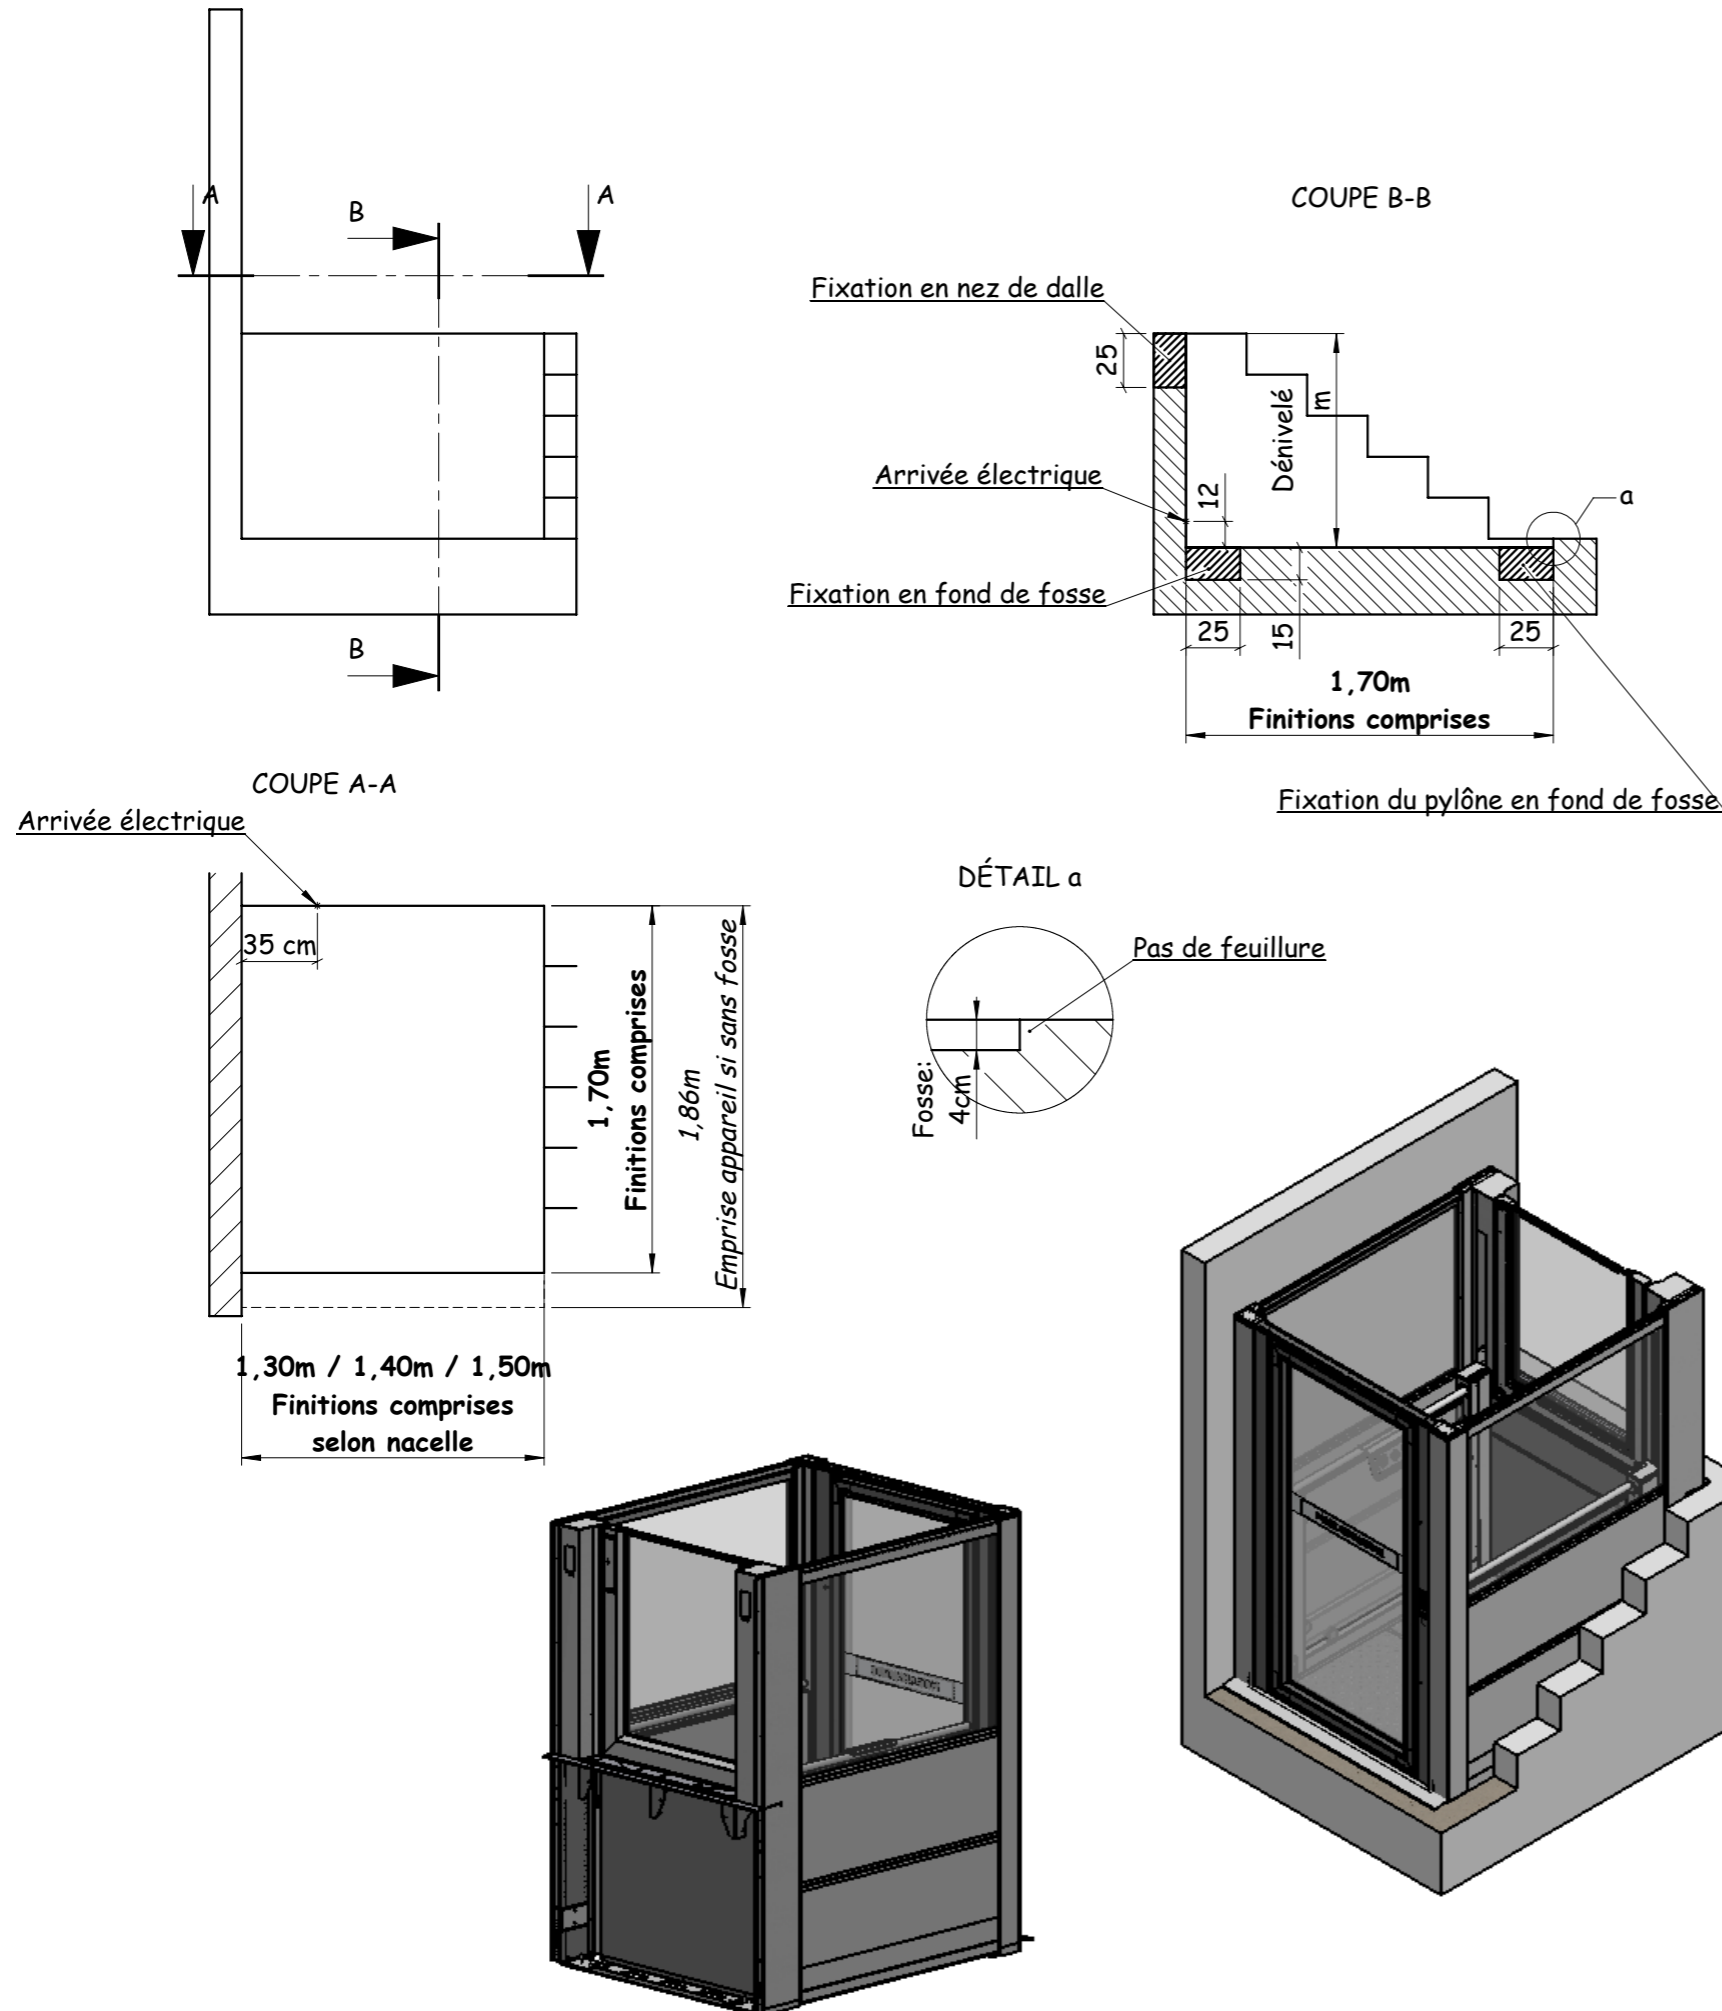 A
A
B
B
COUPE B-B
Fixation en nez de dalle
25
Dénivelé
m
Arrivée électrique
12
a
Fixation en fond de fosse
25
15
25
1,70m
Finitions comprises
Fixation du pylône en fond de fosse
COUPE A-A
Arrivée électrique
35 cm
1,70m
Finitions comprises
1,86m
Emprise appareil si sans fosse
1,30m / 1,40m / 1,50m
Finitions comprises
selon nacelle
DÉTAIL a
Pas de feuillure
Fosse:
4cm